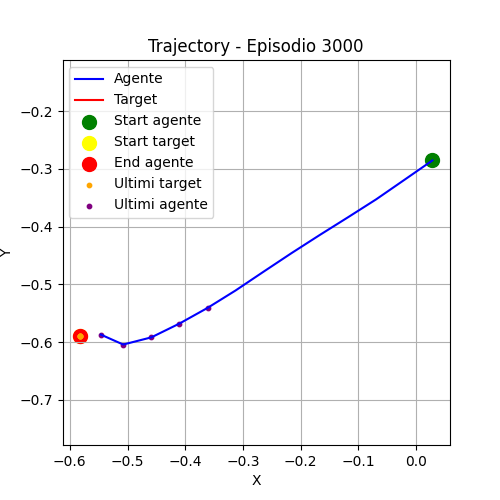 Trajectory - Episodio 3000
Agente
Target
Start agente
Start target
End agente
Ultimi target
Ultimi agente
−0.2
−0.3
−0.4
−0.5
−0.6
−0.7
Y
−0.6
−0.5
−0.4
−0.3
−0.2
−0.1
0.0
X